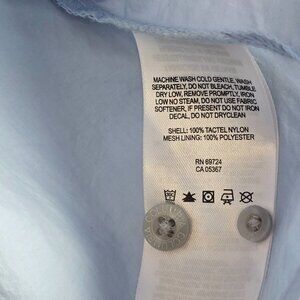 MACHINE WASH COLD GENTLE, WASH
SEPARATELY, DO NOT BLEACH, TUMBLE
DRY LOW, REMOVE PROMPTLY, IRON
LOW NO STEAM, DO NOT USE FABRIC
SOFTENER, IF PRESENT DO NOT IRON
DECAL, DO NOT DRYCLEAN
SHELL: 100% TACTEL NYLON
MESH LINING: 100% POLYESTER
RN 69724
CA 05367
COLUMBIA